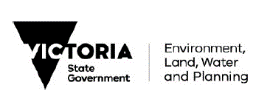 VICTORIA
State
Government
Environment,
Land, Water
and Planning